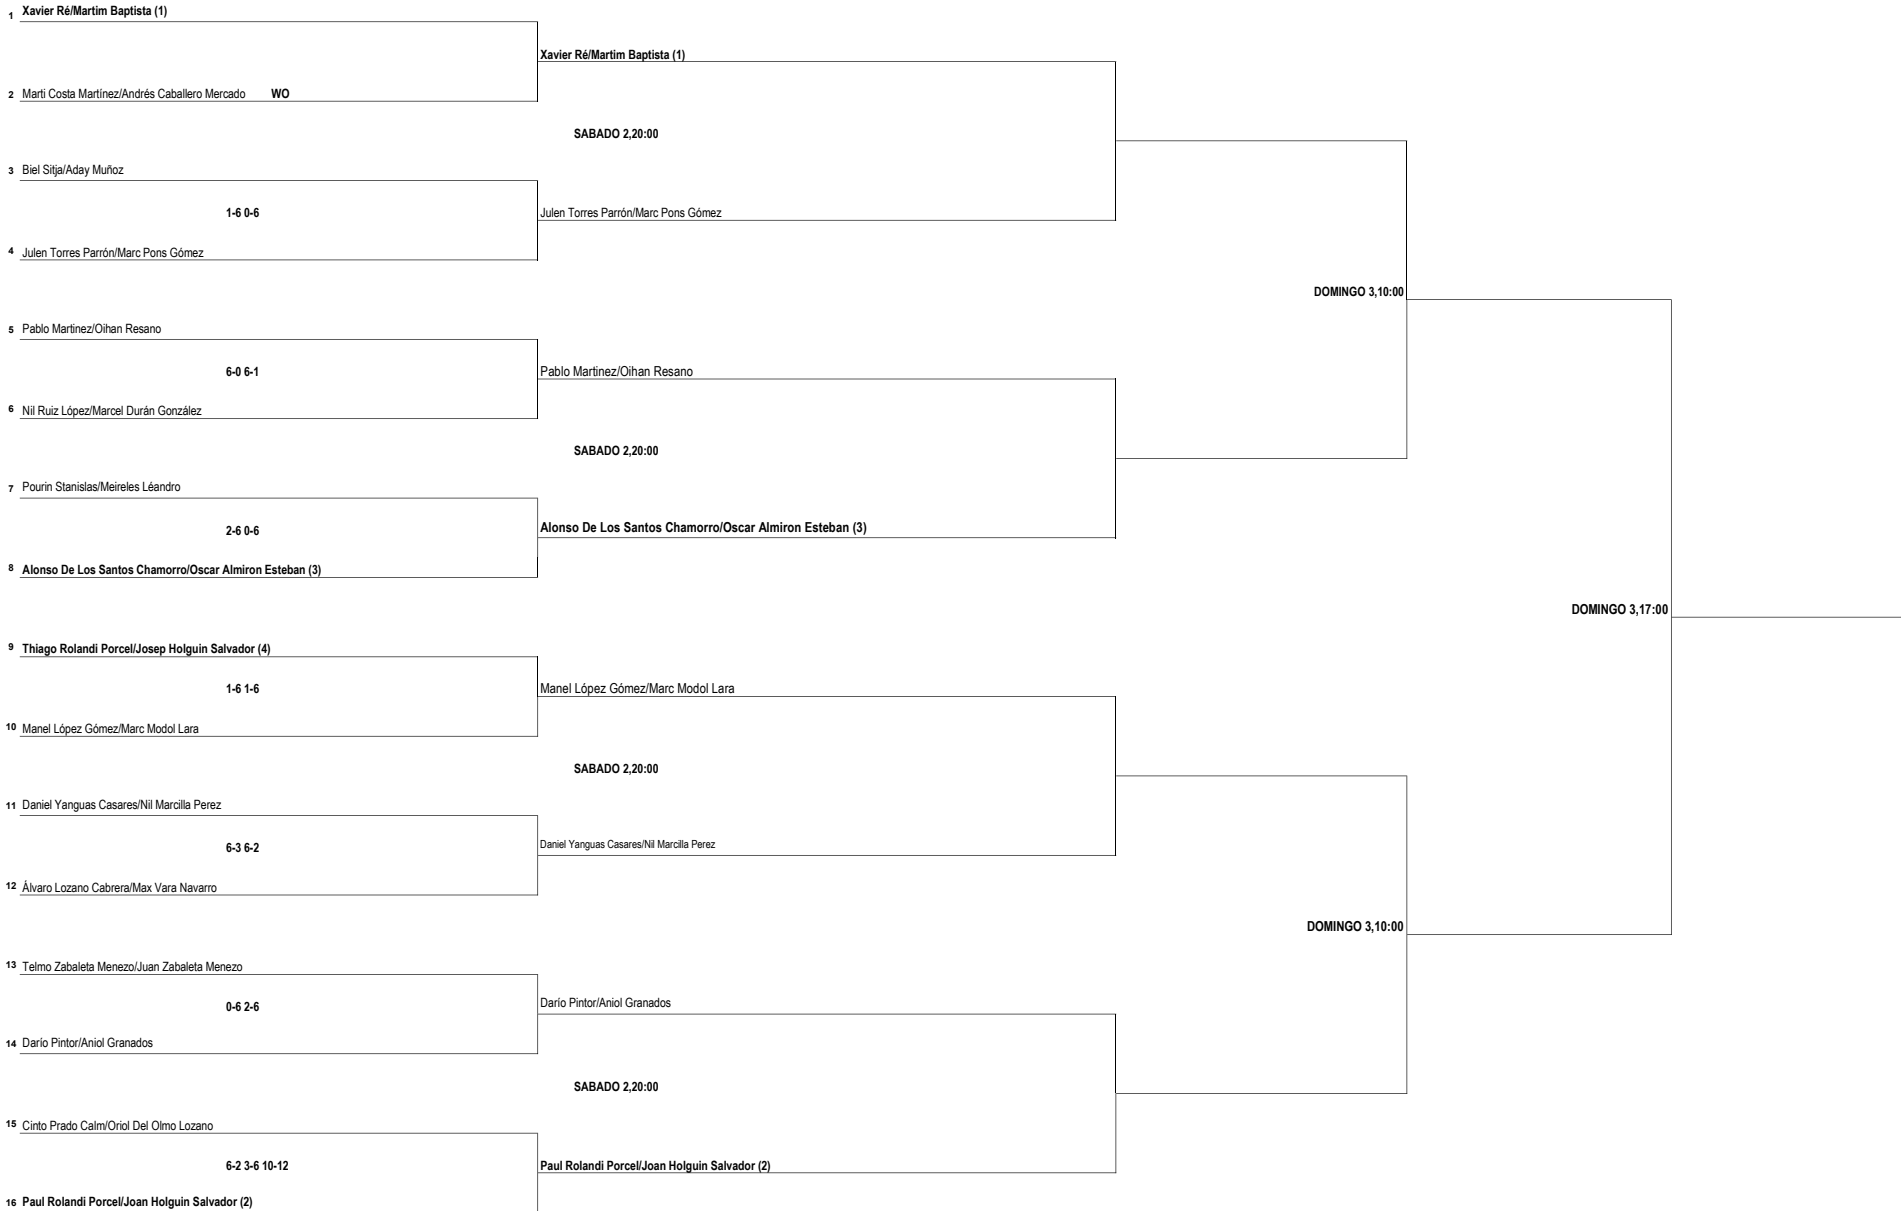 1 Xavier Ré/Martim Baptista (1)
Xavier Ré/Martim Baptista (1)
2 Marti Costa Martínez/Andrés Caballero Mercado WO
SABADO 2,20:00
3 Biel Sitja/Aday Muñoz
1-6 0-6
Julen Torres Parrón/Marc Pons Gómez
4 Julen Torres Parrón/Marc Pons Gómez
DOMINGO 3,10:00
5 Pablo Martinez/Oihan Resano
6-0 6-1
Pablo Martinez/Oihan Resano
6 Nil Ruiz López/Marcel Durán González
SABADO 2,20:00
7 Pourin Stanislas/Meireles Léandro
2-6 0-6
Alonso De Los Santos Chamorro/Oscar Almiron Esteban (3)
8 Alonso De Los Santos Chamorro/Oscar Almiron Esteban (3)
DOMINGO 3,17:00
9 Thiago Rolandi Porcel/Josep Holguin Salvador (4)
1-6 1-6
Manel López Gómez/Marc Modol Lara
10 Manel López Gómez/Marc Modol Lara
SABADO 2,20:00
11 Daniel Yanguas Casares/Nil Marcilla Perez
6-3 6-2
Daniel Yanguas Casares/Nil Marcilla Perez
12 Álvaro Lozano Cabrera/Max Vara Navarro
DOMINGO 3,10:00
13 Telmo Zabaleta Menezo/Juan Zabaleta Menezo
0-6 2-6
Darío Pintor/Aniol Granados
14 Darío Pintor/Aniol Granados
SABADO 2,20:00
15 Cinto Prado Calm/Oriol Del Olmo Lozano
6-2 3-6 10-12
Paul Rolandi Porcel/Joan Holguin Salvador (2)
16 Paul Rolandi Porcel/Joan Holguin Salvador (2)